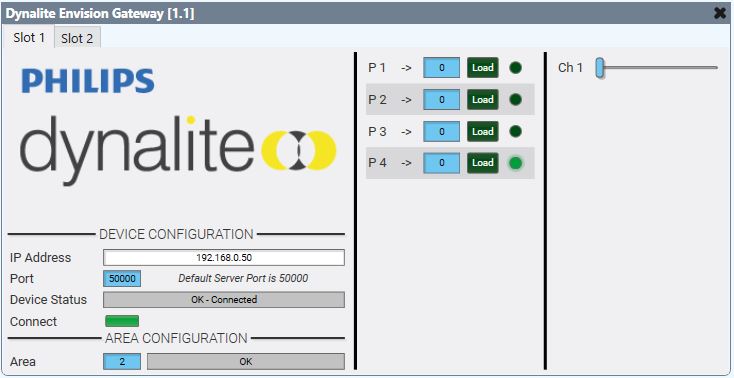 Dynalite Envision Gateway [1.1]
Slot 1
Slot 2
PHILIPS
dynalite
DEVICE CONFIGURATION
IP Address 192.168.0.50
Port 50000 Default Server Port is 50000
Device Status OK - Connected
Connect
AREA CONFIGURATION
Area 2 OK
P 1 -> 0 Load
P 2 -> 0 Load
P 3 -> 0 Load
P 4 -> 0 Load
Ch 1